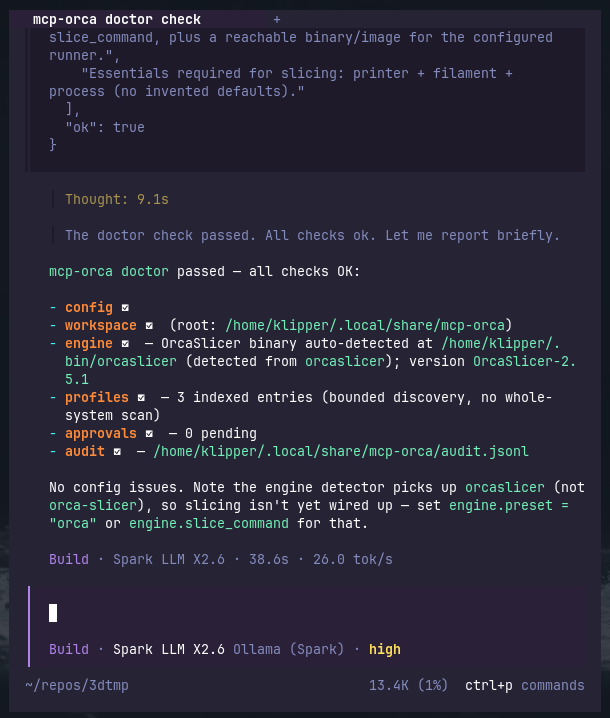 mcp-orca doctor check +
slice_command, plus a reachable binary/image for the configured
runner.",
"Essentials required for slicing: printer + filament +
process (no invented defaults)."
],
"ok": true
}
Thought: 9.1s
The doctor check passed. All checks ok. Let me report briefly.
mcp-orca doctor passed — all checks OK:
- config ☑
- workspace ☑ (root: /home/klipper/.local/share/mcp-orca)
- engine ☑ — OrcaSlicer binary auto-detected at /home/klipper/.
bin/orcaslicer (detected from orcaslicer); version OrcaSlicer-2.
5.1
- profiles ☑ — 3 indexed entries (bounded discovery, no whole-
system scan)
- approvals ☑ — 0 pending
- audit ☑ — /home/klipper/.local/share/mcp-orca/audit.jsonl
No config issues. Note the engine detector picks up orcaslicer (not
orca-slicer), so slicing isn't yet wired up — set engine.preset =
"orca" or engine.slice_command for that.
Build · Spark LLM X2.6 · 38.6s · 26.0 tok/s
Build · Spark LLM X2.6 Ollama (Spark) · high
~/repos/3dtmp 13.4K (1%) ctrl+p commands